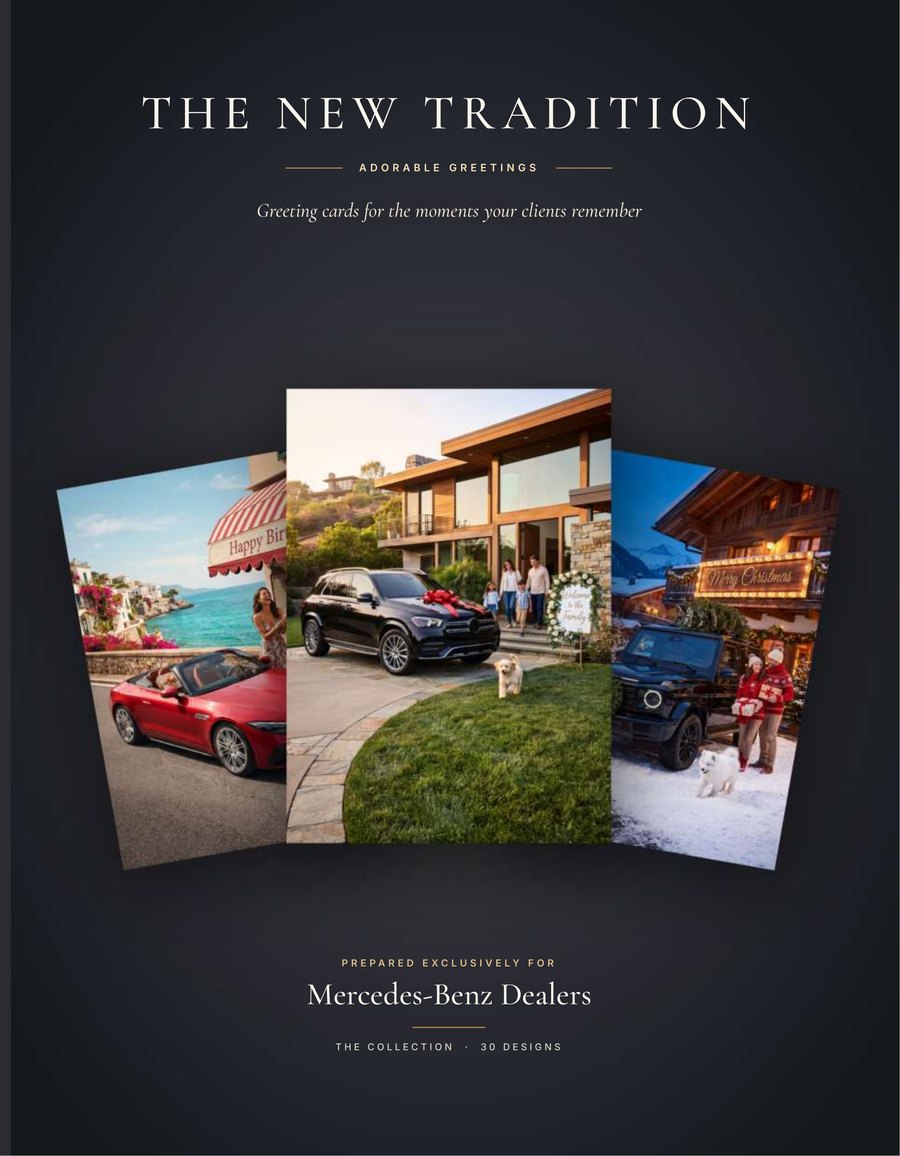 THE NEW TRADITION
ADORABLE GREETINGS
Greeting cards for the moments your clients remember
Happy Bir
Welcome
to the
Family
Merry Christmas
PREPARED EXCLUSIVELY FOR
Mercedes-Benz Dealers
THE COLLECTION · 30 DESIGNS